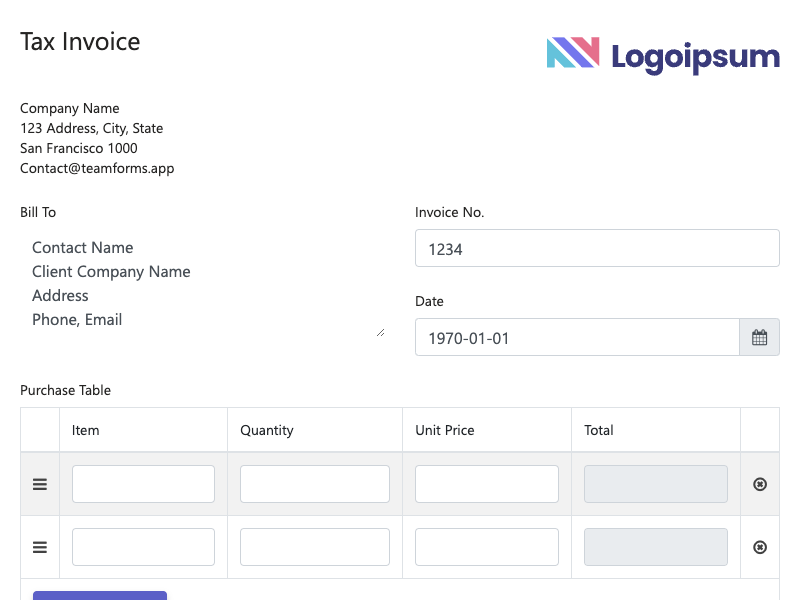 Tax Invoice
Logoipsum
Company Name
123 Address, City, State
San Francisco 1000
Contact@teamforms.app
Bill To
Contact Name
Client Company Name
Address
Phone, Email
Invoice No.
1234
Date
1970-01-01
Purchase Table
Item Quantity Unit Price Total